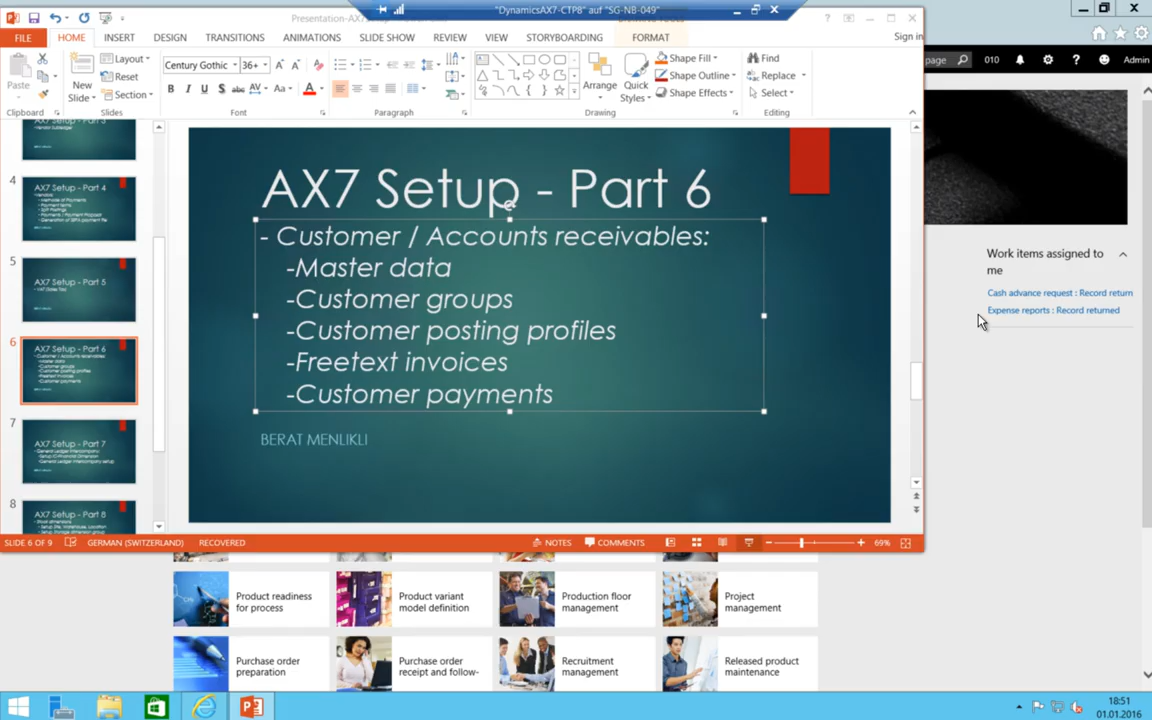 "DynamicsAX7-CTP8" auf "SG-NB-049"
FILE HOME INSERT DESIGN TRANSITIONS ANIMATIONS SLIDE SHOW REVIEW VIEW STORYBOARDING FORMAT Sign in
Paste
New
Slide
Layout
Reset
Section
Century Gothic 36+
Arrange
Quick
Styles
Shape Fill
Shape Outline
Shape Effects
Find
Replace
Select
Clipboard Slides Font Paragraph Drawing Editing
4
AX7 Setup - Part 4
5
AX7 Setup - Part 5
6
AX7 Setup - Part 6
7
AX7 Setup - Part 7
8
AX7 Setup - Part 8
AX7 Setup - Part 6
- Customer / Accounts receivables:
-Master data
-Customer groups
-Customer posting profiles
-Freetext invoices
-Customer payments
BERAT MENLIKLI
SLIDE 6 OF 9 GERMAN (SWITZERLAND) RECOVERED NOTES COMMENTS 69%
page 010 ? Admin
Work items assigned to
me
Cash advance request : Record return
Expense reports : Record returned
Product readiness
for process
Product variant
model definition
Production floor
management
Project
management
Purchase order
preparation
Purchase order
receipt and follow-
Recruitment
management
Released product
maintenance
18:51
01.01.2016